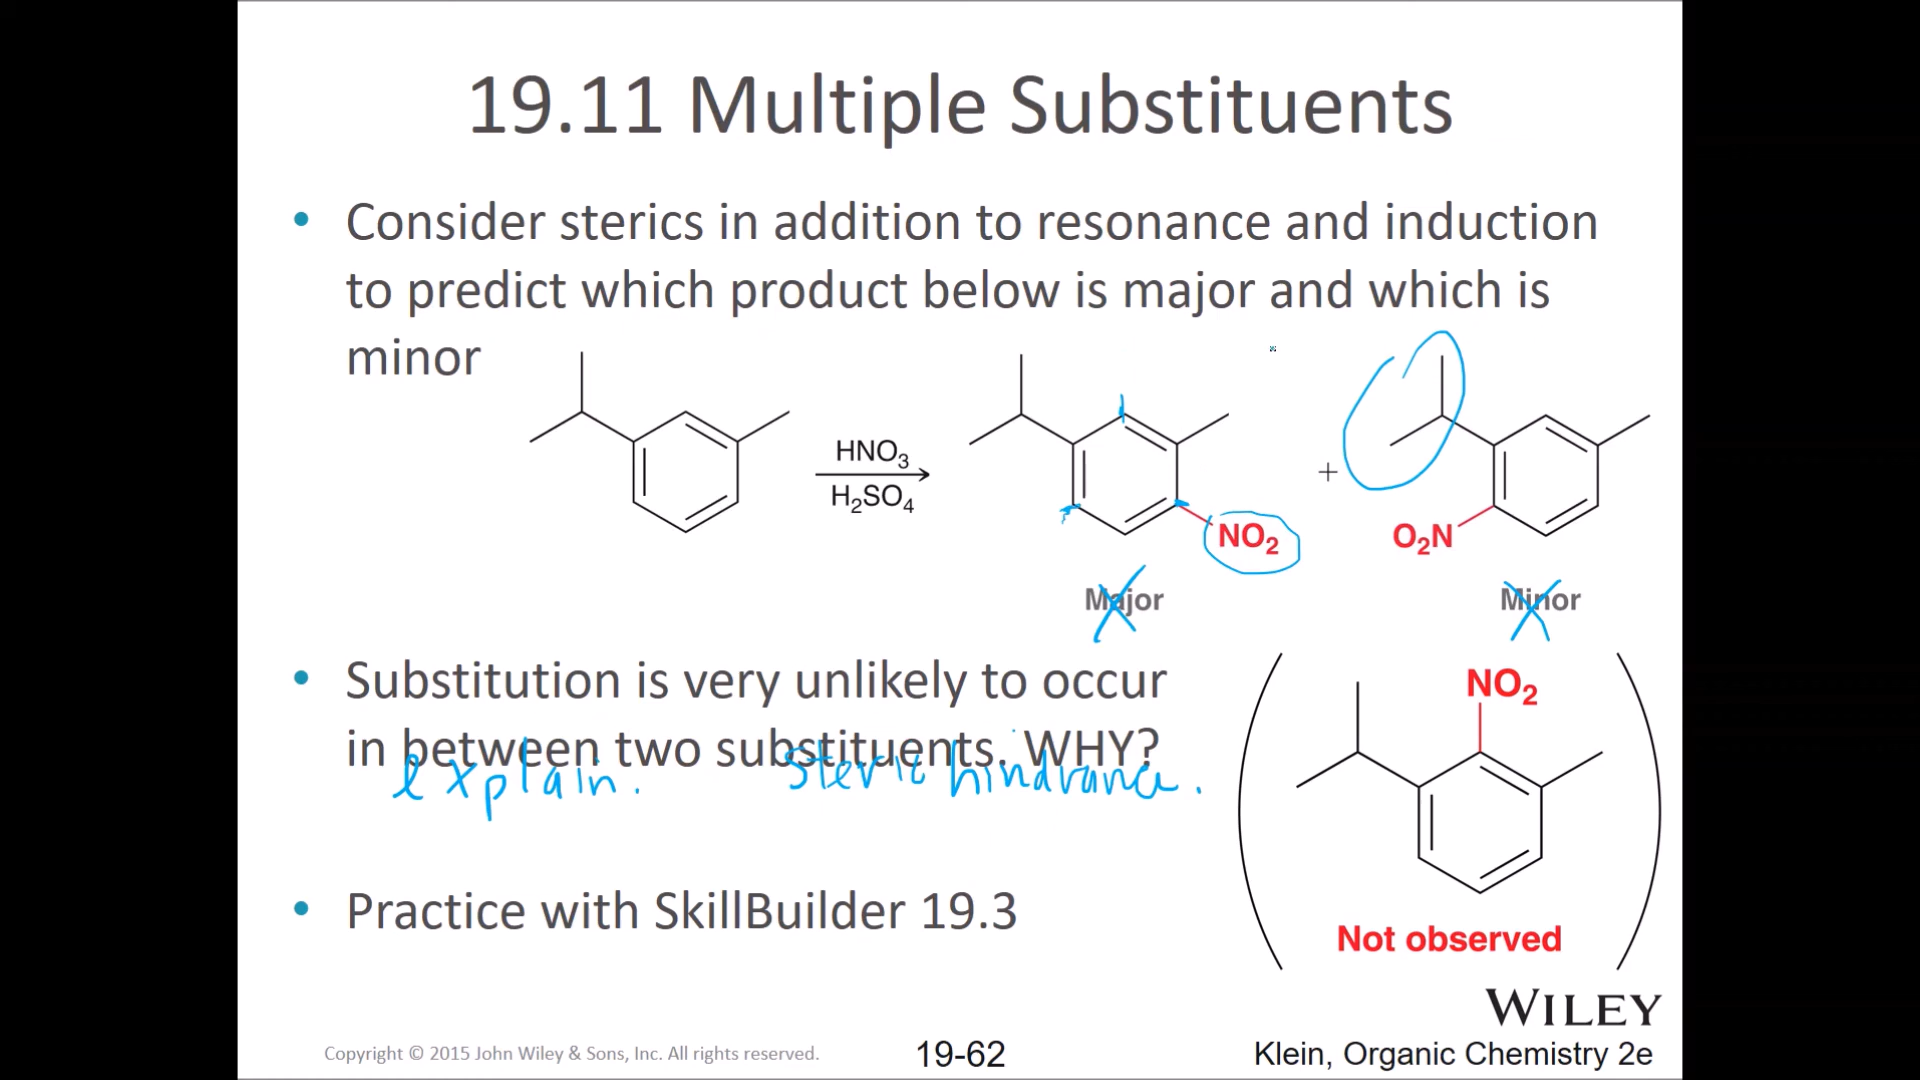 19.11 Multiple Substituents
• Consider sterics in addition to resonance and induction
to predict which product below is major and which is
minor
HNO3
H2SO4
+
NO2
O2N
Major
Minor
• Substitution is very unlikely to occur
in between two substituents. WHY?
explain. steric hindrance.
NO2
• Practice with SkillBuilder 19.3
Not observed
WILEY
Copyright © 2015 John Wiley & Sons, Inc. All rights reserved.
19-62
Klein, Organic Chemistry 2e